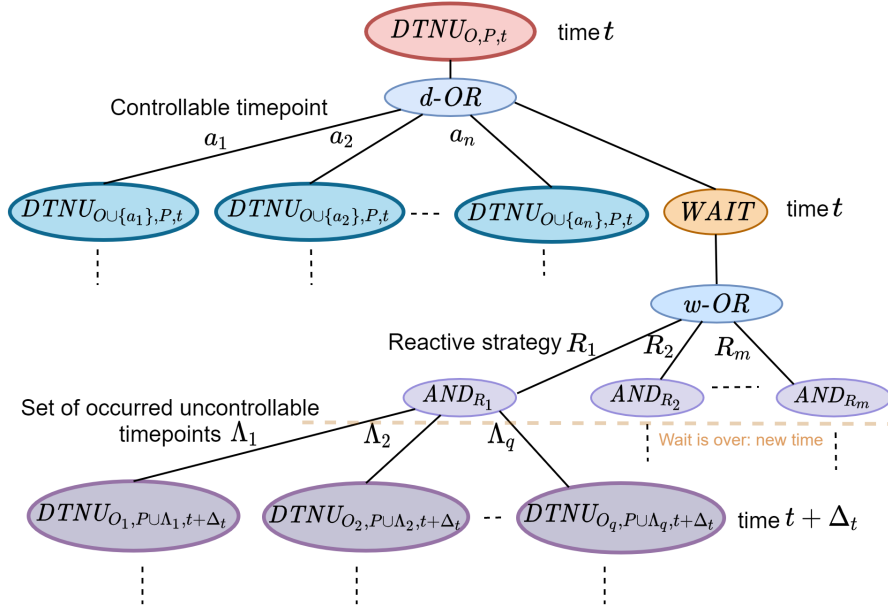 DTNU_{O,P,t} time t
d-OR
Controllable timepoint
a_1 a_2 a_n
DTNU_{O∪{a_1},P,t} DTNU_{O∪{a_2},P,t} DTNU_{O∪{a_n},P,t} WAIT time t
w-OR
Reactive strategy R_1 R_2 R_m
AND_{R_1} AND_{R_2} AND_{R_m}
Set of occurred uncontrollable
timepoints Λ_1 Λ_2 Λ_q
Wait is over: new time
DTNU_{O_1,P∪Λ_1,t+Δ_t} DTNU_{O_2,P∪Λ_2,t+Δ_t} DTNU_{O_q,P∪Λ_q,t+Δ_t} time t + Δ_t